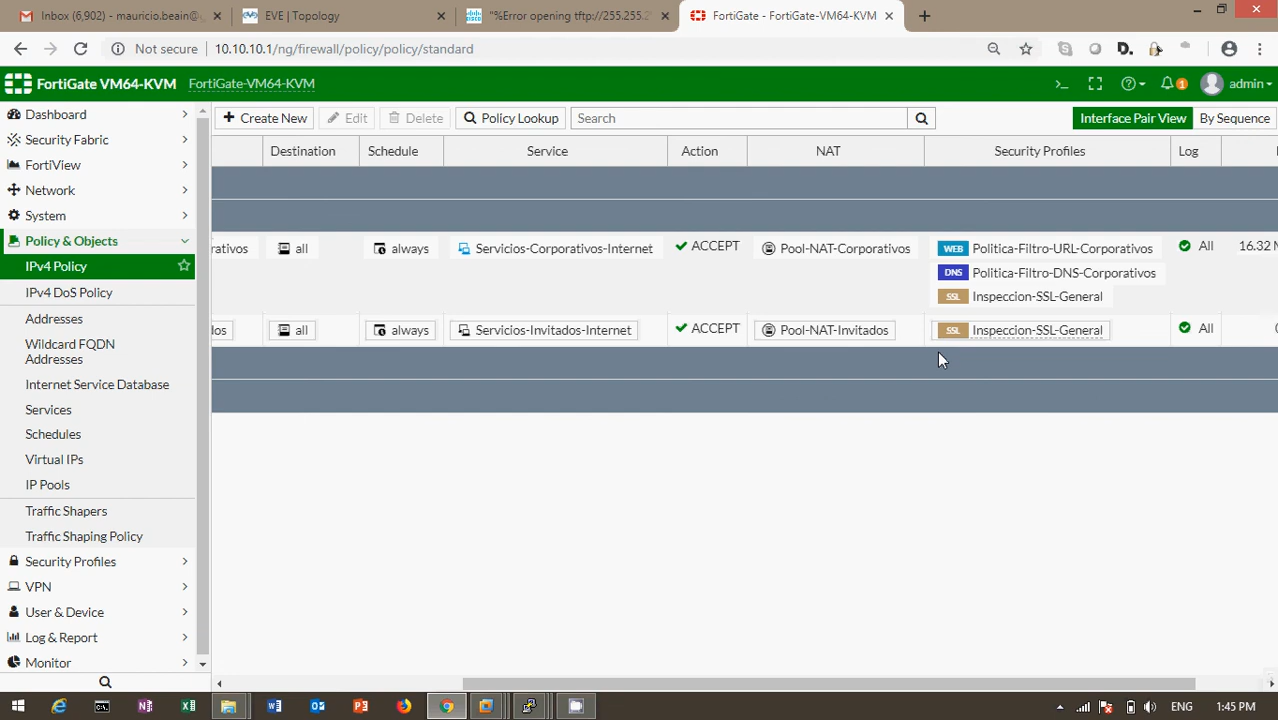 Inbox (6,902) - mauricio.beain@
EVE | Topology
"%Error opening tftp://255.255.2
FortiGate - FortiGate-VM64-KVM
Not secure
10.10.10.1/ng/firewall/policy/policy/standard
FortiGate VM64-KVM
FortiGate-VM64-KVM
1
admin
Dashboard
Security Fabric
FortiView
Network
System
Policy & Objects
IPv4 Policy
IPv4 DoS Policy
Addresses
Wildcard FQDN
Addresses
Internet Service Database
Services
Schedules
Virtual IPs
IP Pools
Traffic Shapers
Traffic Shaping Policy
Security Profiles
VPN
User & Device
Log & Report
Monitor
Create New
Edit
Delete
Policy Lookup
Search
Interface Pair View
By Sequence
Destination Schedule Service Action NAT Security Profiles Log
orativos all always Servicios-Corporativos-Internet ACCEPT Pool-NAT-Corporativos WEB Politica-Filtro-URL-Corporativos All 16.32
DNS Politica-Filtro-DNS-Corporativos
SSL Inspeccion-SSL-General
dos all always Servicios-Invitados-Internet ACCEPT Pool-NAT-Invitados SSL Inspeccion-SSL-General All
ENG
1:45 PM